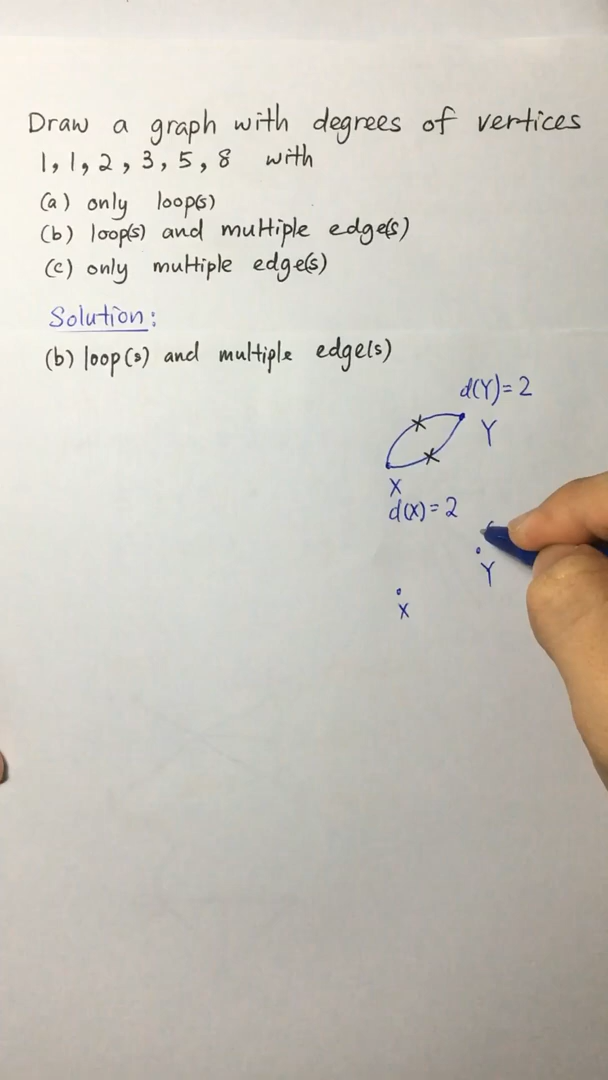 Draw a graph with degrees of vertices
1, 1, 2, 3, 5, 8 with
(a) only loop(s)
(b) loop(s) and multiple edge(s)
(c) only multiple edge(s)
Solution:
(b) loop(s) and multiple edge(s)
d(Y)=2
Y
X
d(X)=2
Y
X